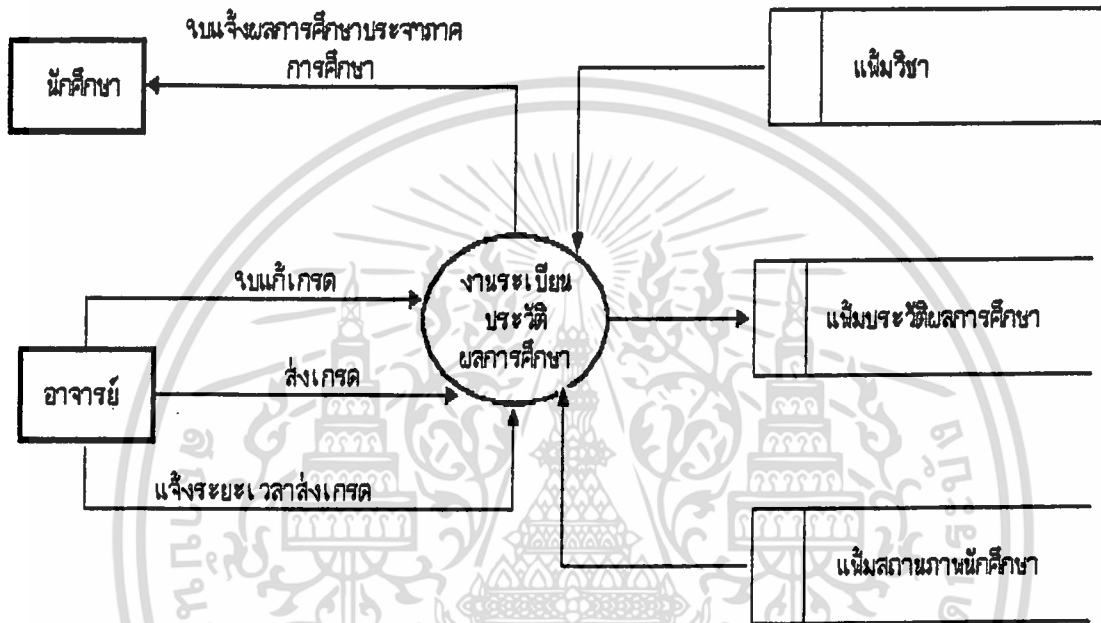 ใบแจ้งผลการศึกษาประจำภาค
การศึกษา
นักศึกษา
แฟ้มวิชา
งานระเบียน
ประวัติ
ผลการศึกษา
ใบแก้เกรด
แฟ้มประวัติผลการศึกษา
ส่งเกรด
อาจารย์
แจ้งระยะเวลาส่งเกรด
แฟ้มสถานภาพนักศึกษา